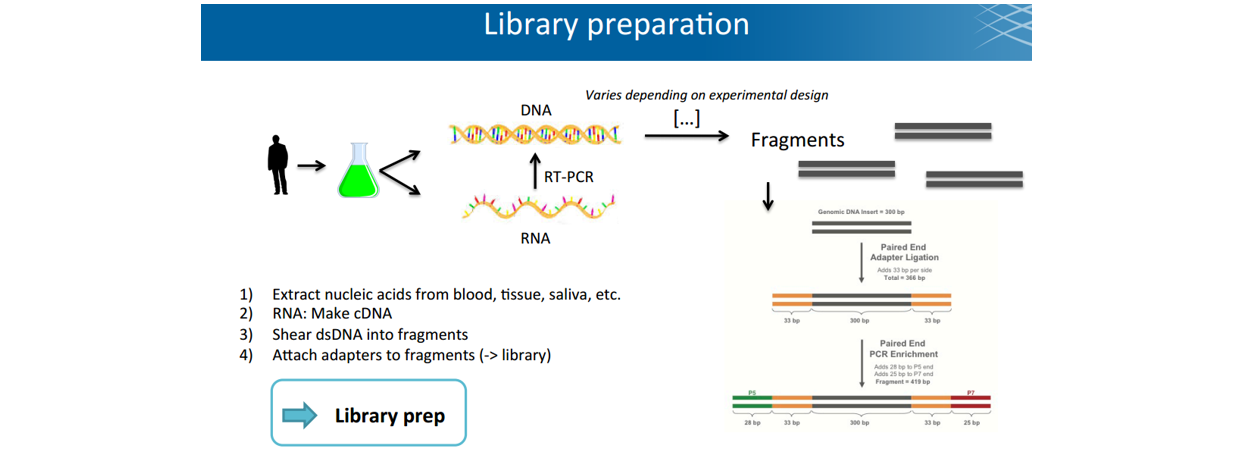 Library preparation
Varies depending on experimental design
DNA
[...]
Fragments
RT-PCR
RNA
Genomic DNA Insert = 300 bp
Paired End
Adapter Ligation
Adds 33 bp per side
Total = 366 bp
33 bp 300 bp 33 bp
1) Extract nucleic acids from blood, tissue, saliva, etc.
2) RNA: Make cDNA
3) Shear dsDNA into fragments
4) Attach adapters to fragments (-> library)
Paired End
PCR Enrichment
Adds 28 bp to P5 end
Adds 25 bp to P7 end
Fragment = 419 bp
P5 P7
28 bp 33 bp 300 bp 33 bp 25 bp
Library prep